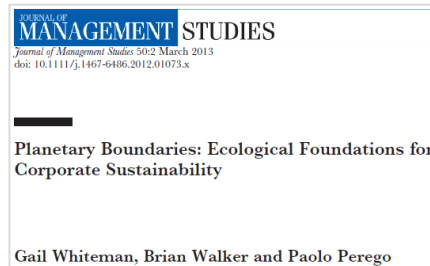 JOURNAL OF
MANAGEMENT STUDIES
Journal of Management Studies 50:2 March 2013
doi: 10.1111/j.1467-6486.2012.01073.x
Planetary Boundaries: Ecological Foundations for
Corporate Sustainability
Gail Whiteman, Brian Walker and Paolo Perego